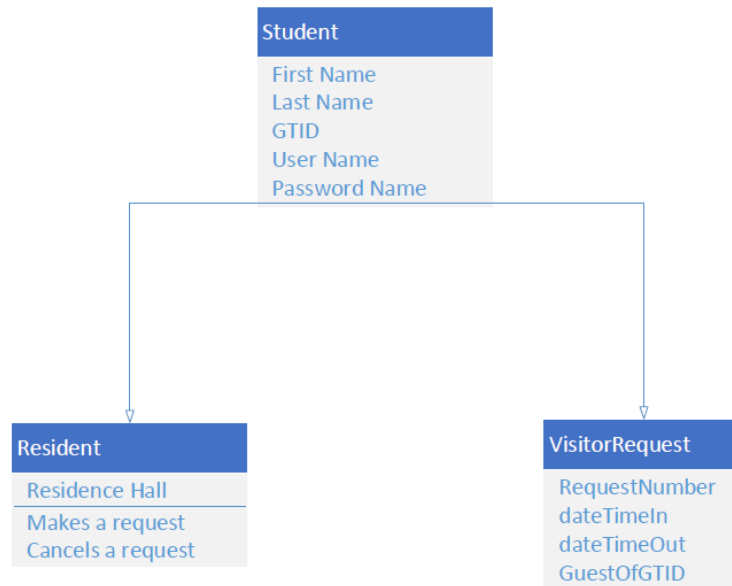 Student
First Name
Last Name
GTID
User Name
Password Name
Resident
Residence Hall
Makes a request
Cancels a request
VisitorRequest
RequestNumber
dateTimeIn
dateTimeOut
GuestOfGTID